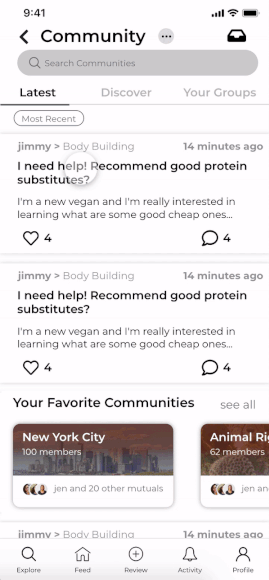 9:41
Community
Search Communities
Latest Discover Your Groups
Most Recent
jimmy > Body Building 14 minutes ago
I need help! Recommend good protein
substitutes?
I'm a new vegan and I'm really interested in
learning what are some good cheap ones...
4 4
jimmy > Body Building 14 minutes ago
I need help! Recommend good protein
substitutes?
I'm a new vegan and I'm really interested in
learning what are some good cheap ones...
4 4
Your Favorite Communities see all
New York City Animal Ri
100 members 62 members
jen and 20 other mutuals jen
jimmy > Body Building 14 minutes ago
Explore Feed Review Activity Profile